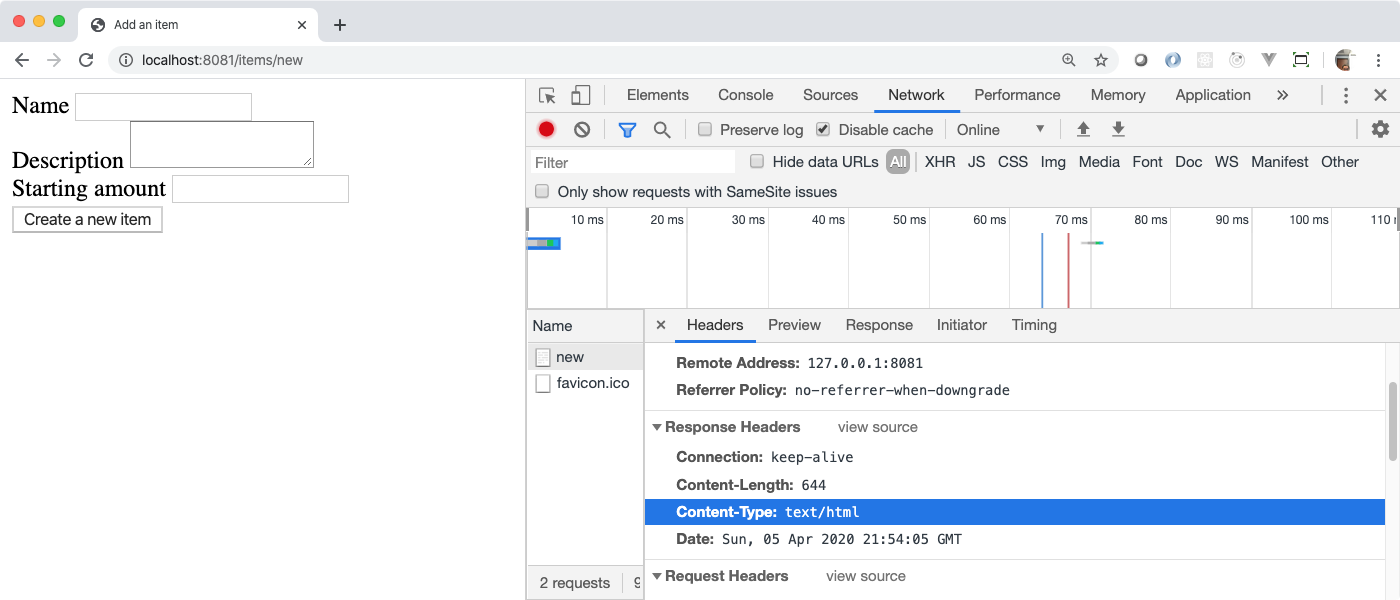 Add an item
localhost:8081/items/new
Name
Description
Starting amount
Create a new item
Elements Console Sources Network Performance Memory Application
Preserve log Disable cache Online
Filter Hide data URLs All XHR JS CSS Img Media Font Doc WS Manifest Other
Only show requests with SameSite issues
10 ms 20 ms 30 ms 40 ms 50 ms 60 ms 70 ms 80 ms 90 ms 100 ms 110
Name
new
favicon.ico
2 requests 9
Headers Preview Response Initiator Timing
Remote Address: 127.0.0.1:8081
Referrer Policy: no-referrer-when-downgrade
Response Headers view source
Connection: keep-alive
Content-Length: 644
Content-Type: text/html
Date: Sun, 05 Apr 2020 21:54:05 GMT
Request Headers view source